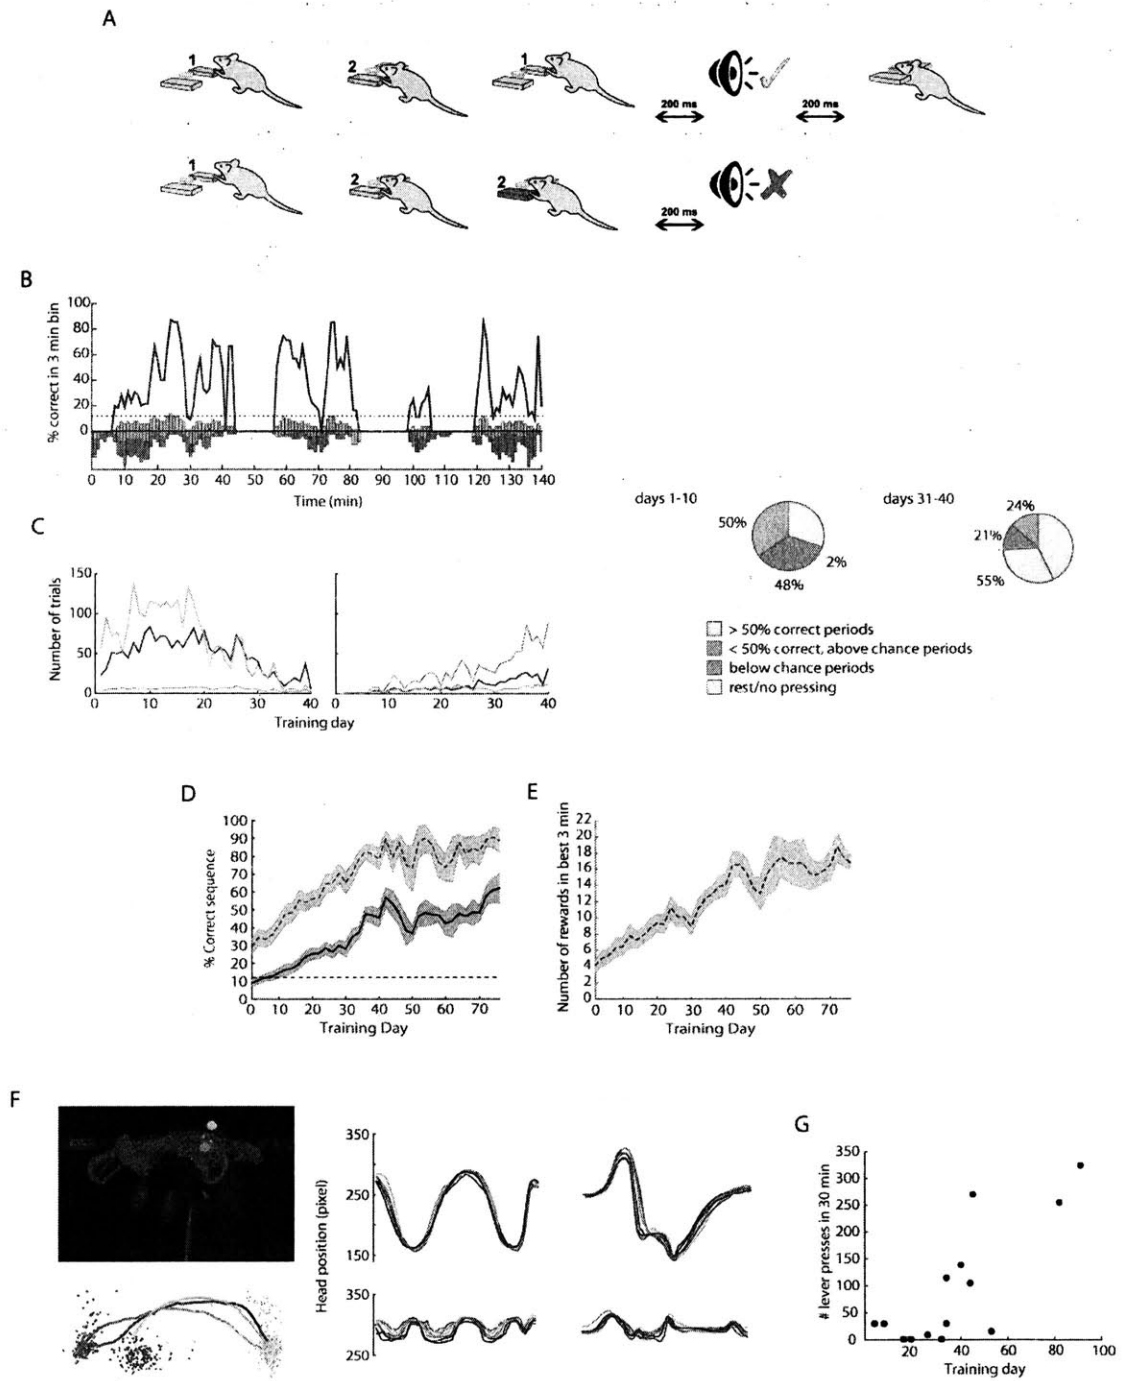 A
1
2
1
200 ms
200 ms
1
2
2
200 ms
B
% correct in 3 min bin
100
80
60
40
20
0
0 10 20 30 40 50 60 70 80 90 100 110 120 130 140
Time (min)
days 1-10
50%
2%
48%
days 31-40
24%
21%
55%
> 50% correct periods
< 50% correct, above chance periods
below chance periods
rest/no pressing
C
Number of trials
150
100
50
0
0 10 20 30 40
0 10 20 30 40
Training day
D
% Correct sequence
100
90
80
70
60
50
40
30
20
10
0
0 10 20 30 40 50 60 70
Training Day
E
Number of rewards in best 3 min
22
20
18
16
14
12
10
8
6
4
2
0
0 10 20 30 40 50 60 70
Training Day
F
Head position (pixel)
350
250
150
350
250
G
# lever presses in 30 min
350
300
250
200
150
100
50
0
20 40 60 80 100
Training day